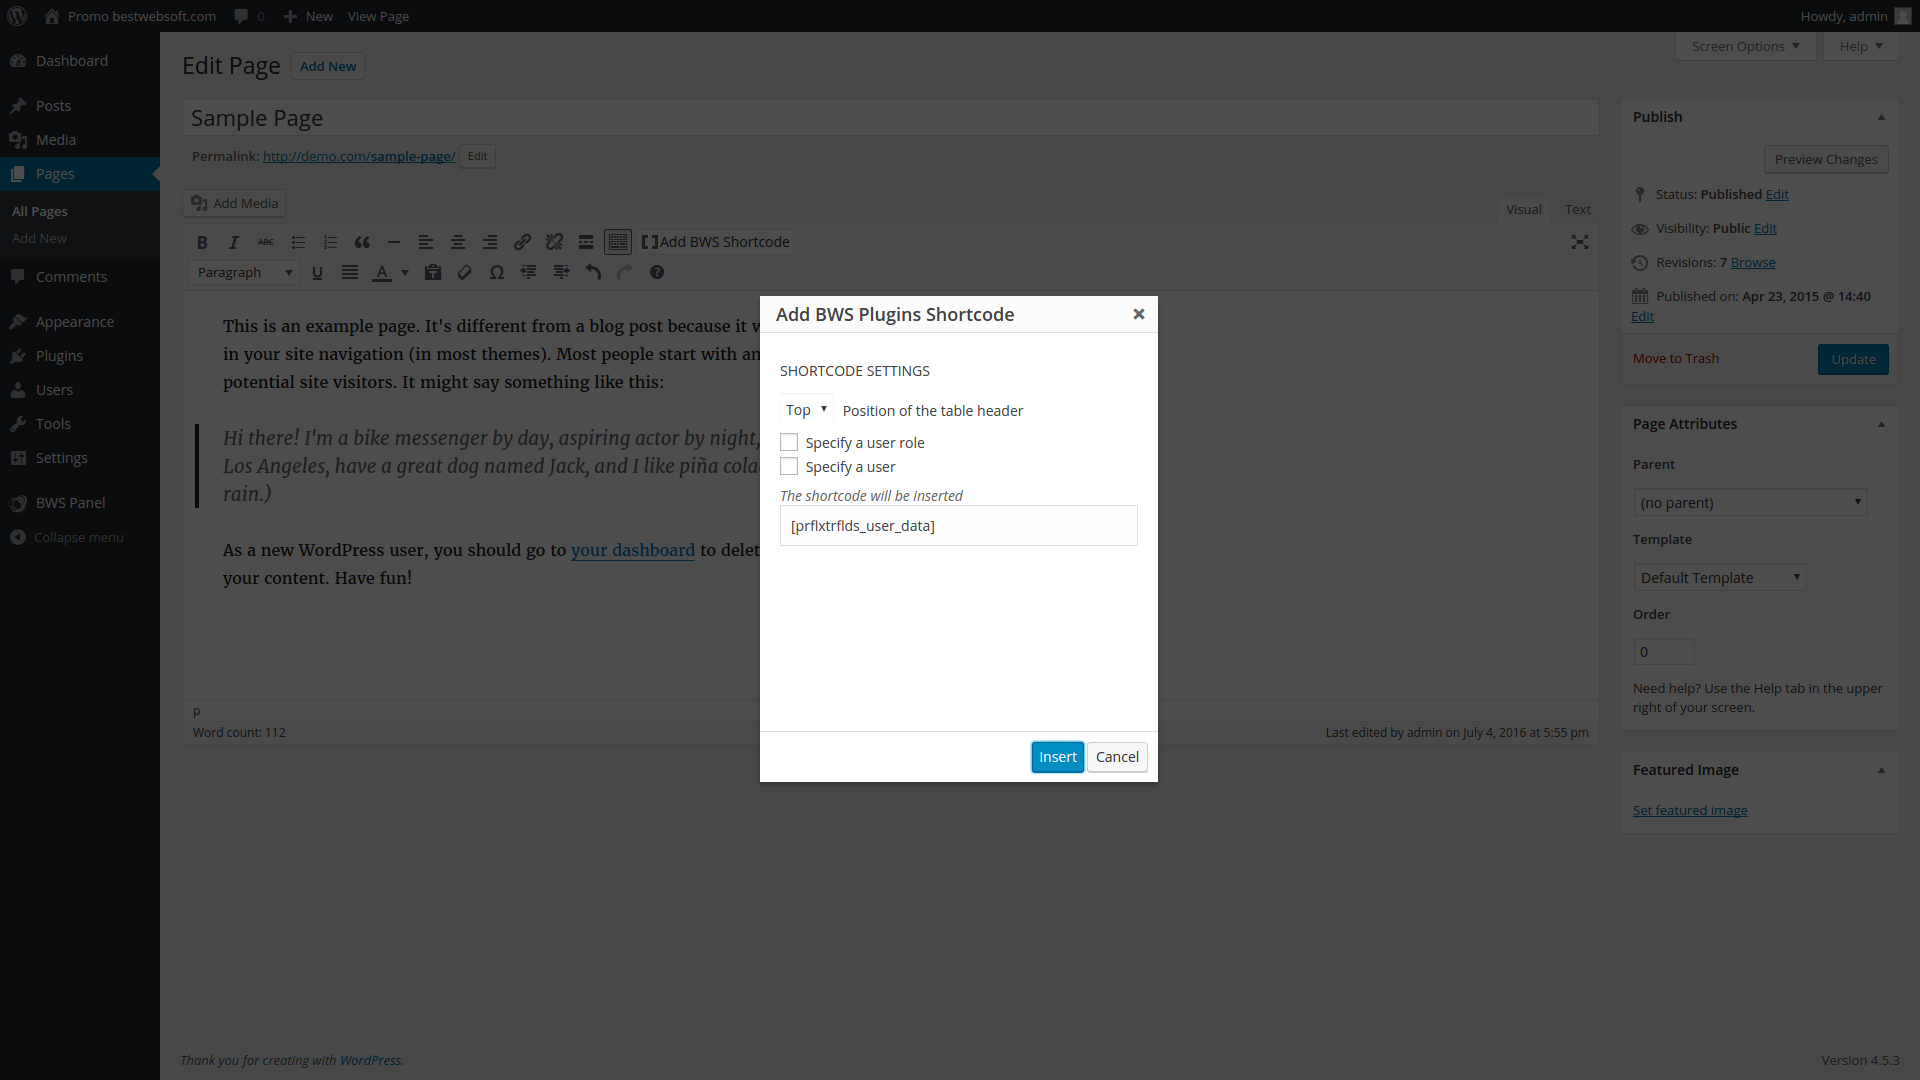 Promo bestwebsoft.com 0 New View Page Howdy, admin
Screen Options Help
Dashboard
Posts
Media
Pages
All Pages
Add New
Comments
Appearance
Plugins
Users
Tools
Settings
BWS Panel
Collapse menu
Edit Page Add New
Sample Page
Permalink: http://demo.com/sample-page/ Edit
Add Media
Visual Text
B I ABC Add BWS Shortcode
Paragraph U A Ω
This is an example page. It's different from a blog post because it
in your site navigation (in most themes). Most people start with an
potential site visitors. It might say something like this:
Hi there! I'm a bike messenger by day, aspiring actor by night,
Los Angeles, have a great dog named Jack, and I like piña
rain.)
As a new WordPress user, you should go to your dashboard to
your content. Have fun!
p
Word count: 112
Last edited by admin on July 4, 2016 at 5:55 pm
Add BWS Plugins Shortcode
SHORTCODE SETTINGS
Top Position of the table header
Specify a user role
Specify a user
The shortcode will be inserted
[prflxtrflds_user_data]
Insert Cancel
Publish
Preview Changes
Status: Published Edit
Visibility: Public Edit
Revisions: 7 Browse
Published on: Apr 23, 2015 @ 14:40
Edit
Move to Trash Update
Page Attributes
Parent
(no parent)
Template
Default Template
Order
0
Need help? Use the Help tab in the upper
right of your screen.
Featured Image
Set featured image
Thank you for creating with WordPress.
Version 4.5.3